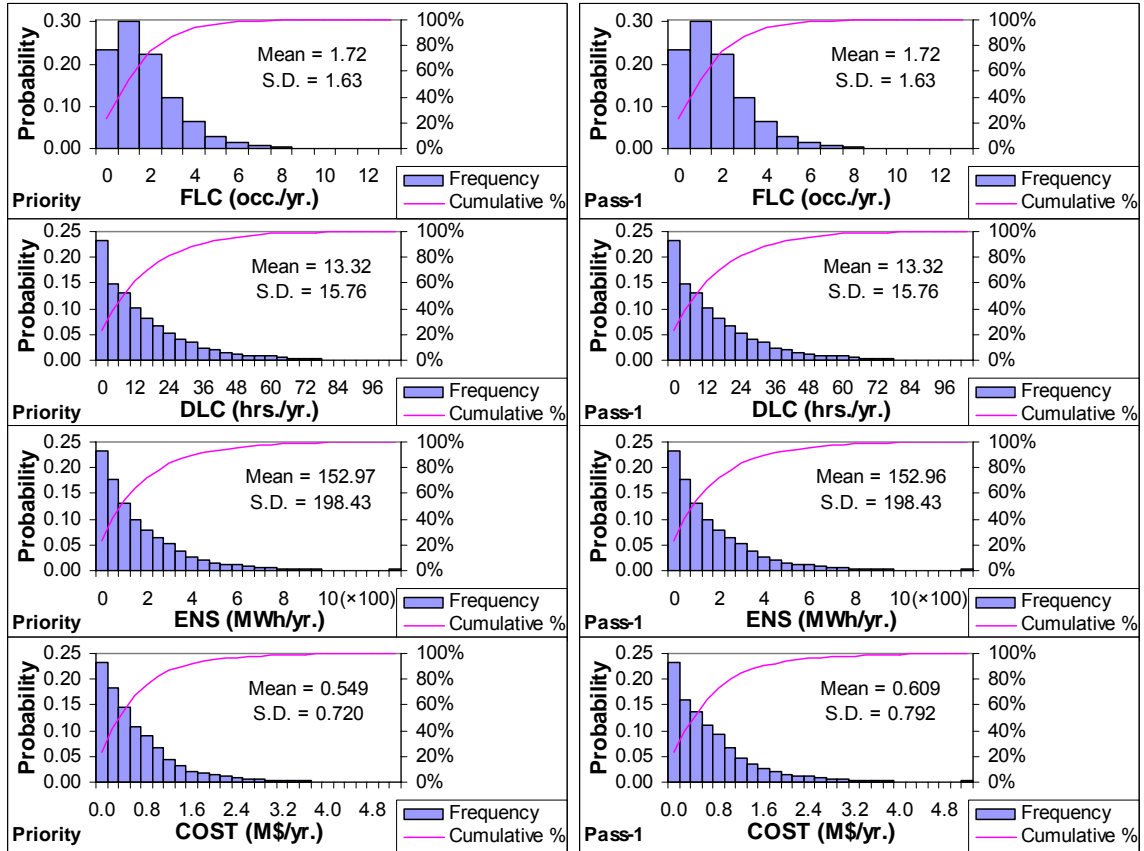 Probability
0.30
0.20
0.10
0.00
100%
80%
60%
40%
20%
0%
Mean = 1.72
S.D. = 1.63
0 2 4 6 8 10 12
FLC (occ./yr.)
Priority
Frequency
Cumulative %
Probability
0.30
0.20
0.10
0.00
100%
80%
60%
40%
20%
0%
Mean = 1.72
S.D. = 1.63
0 2 4 6 8 10 12
FLC (occ./yr.)
Pass-1
Frequency
Cumulative %
Probability
0.25
0.20
0.15
0.10
0.05
0.00
100%
80%
60%
40%
20%
0%
Mean = 13.32
S.D. = 15.76
0 12 24 36 48 60 72 84 96
DLC (hrs./yr.)
Priority
Frequency
Cumulative %
Probability
0.25
0.20
0.15
0.10
0.05
0.00
100%
80%
60%
40%
20%
0%
Mean = 13.32
S.D. = 15.76
0 12 24 36 48 60 72 84 96
DLC (hrs./yr.)
Pass-1
Frequency
Cumulative %
Probability
0.25
0.20
0.15
0.10
0.05
0.00
100%
80%
60%
40%
20%
0%
Mean = 152.97
S.D. = 198.43
0 2 4 6 8 10(×100)
ENS (MWh/yr.)
Priority
Frequency
Cumulative %
Probability
0.25
0.20
0.15
0.10
0.05
0.00
100%
80%
60%
40%
20%
0%
Mean = 152.96
S.D. = 198.43
0 2 4 6 8 10(×100)
ENS (MWh/yr.)
Pass-1
Frequency
Cumulative %
Probability
0.25
0.20
0.15
0.10
0.05
0.00
100%
80%
60%
40%
20%
0%
Mean = 0.549
S.D. = 0.720
0.0 0.8 1.6 2.4 3.2 4.0 4.8
COST (M$/yr.)
Priority
Frequency
Cumulative %
Probability
0.25
0.20
0.15
0.10
0.05
0.00
100%
80%
60%
40%
20%
0%
Mean = 0.609
S.D. = 0.792
0.0 0.8 1.6 2.4 3.2 4.0 4.8
COST (M$/yr.)
Pass-1
Frequency
Cumulative %